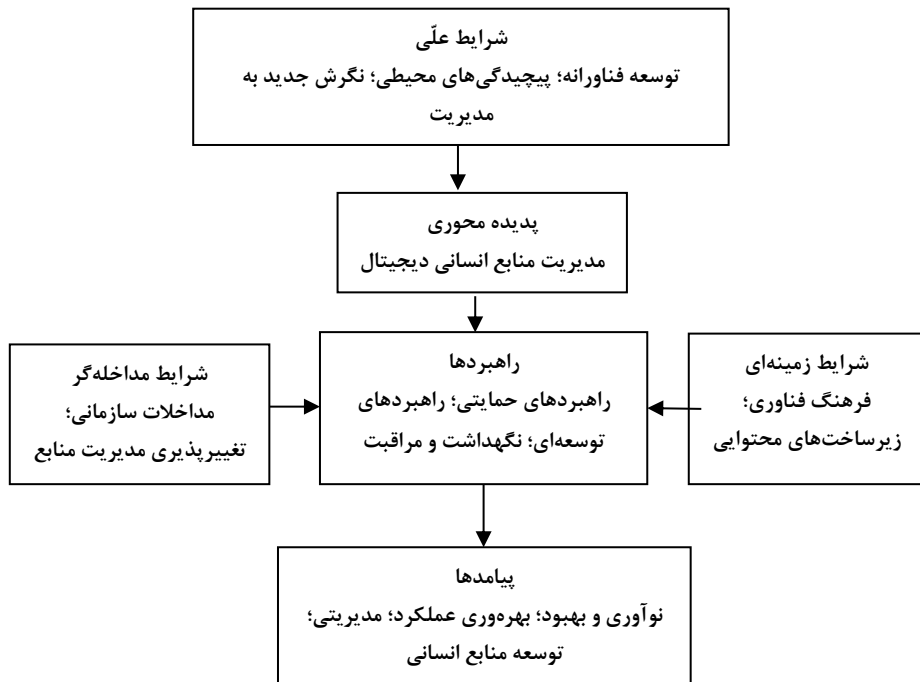 شرایط علّی
توسعه فناورانه؛ پیچیدگی‌های محیطی؛ نگرش جدید به
مدیریت
پدیده محوری
مدیریت منابع انسانی دیجیتال
شرایط زمینه‌ای
فرهنگ فناوری؛
زیرساخت‌های محتوایی
راهبردها
راهبردهای حمایتی؛ راهبردهای
توسعه‌ای؛ نگهداشت و مراقبت
شرایط مداخله‌گر
مداخلات سازمانی؛
تغییرپذیری مدیریت منابع
پیامدها
نوآوری و بهبود؛ بهره‌وری عملکرد؛ مدیریتی؛
توسعه منابع انسانی